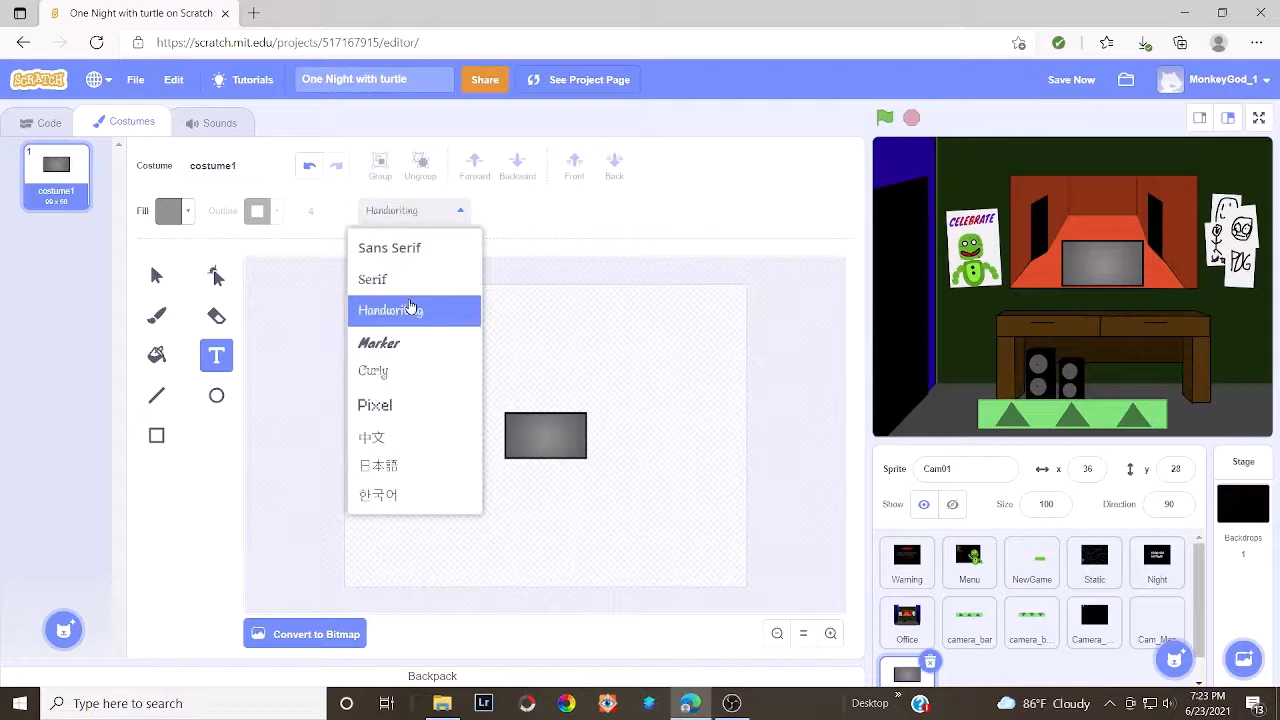 One Night with turtle on Scratch
https://scratch.mit.edu/projects/517167915/editor/
SCRATCH
File
Edit
Tutorials
One Night with turtle
Share
See Project Page
Save Now
MonkeyGod_1
Code
Costumes
Sounds
1
costume1
99 x 58
Costume
costume1
Group
Ungroup
Forward
Backward
Front
Back
Fill
Outline
4
Handwriting
Sans Serif
Serif
Handwriting
Marker
Curly
Pixel
中文
日本語
한국어
T
Convert to Bitmap
Backpack
CELEBRATE
POG
Sprite
Cam01
x
36
y
28
Show
Size
100
Direction
90
Stage
Backdrops
1
Warning
Menu
NewGame
Static
Night
Office
camera_bar
camera_b...
Camera_...
Cam_Map
Type here to search
Lr
Desktop
86°F Cloudy
7:23 PM
6/23/2021